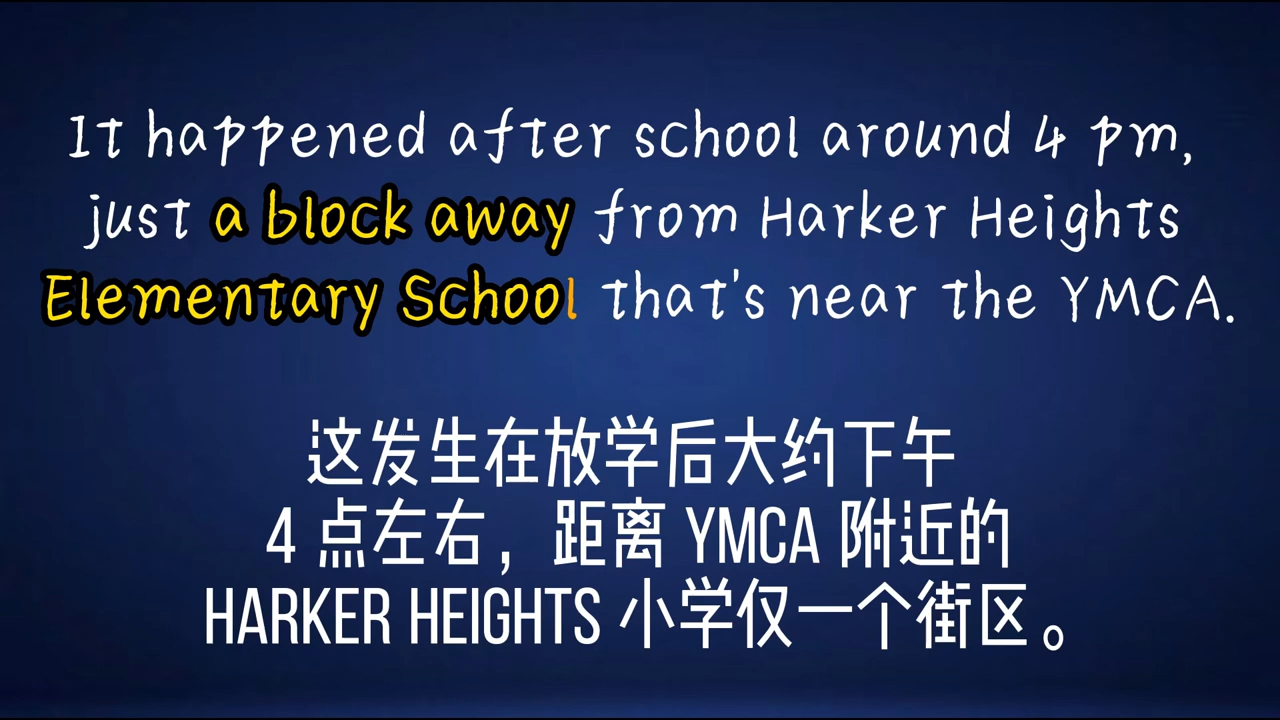 It happened after school around 4 pm,
just a block away from Harker Heights
Elementary School that's near the YMCA.
这发生在放学后大约下午
4 点左右，距离 YMCA 附近的
HARKER HEIGHTS 小学仅一个街区。